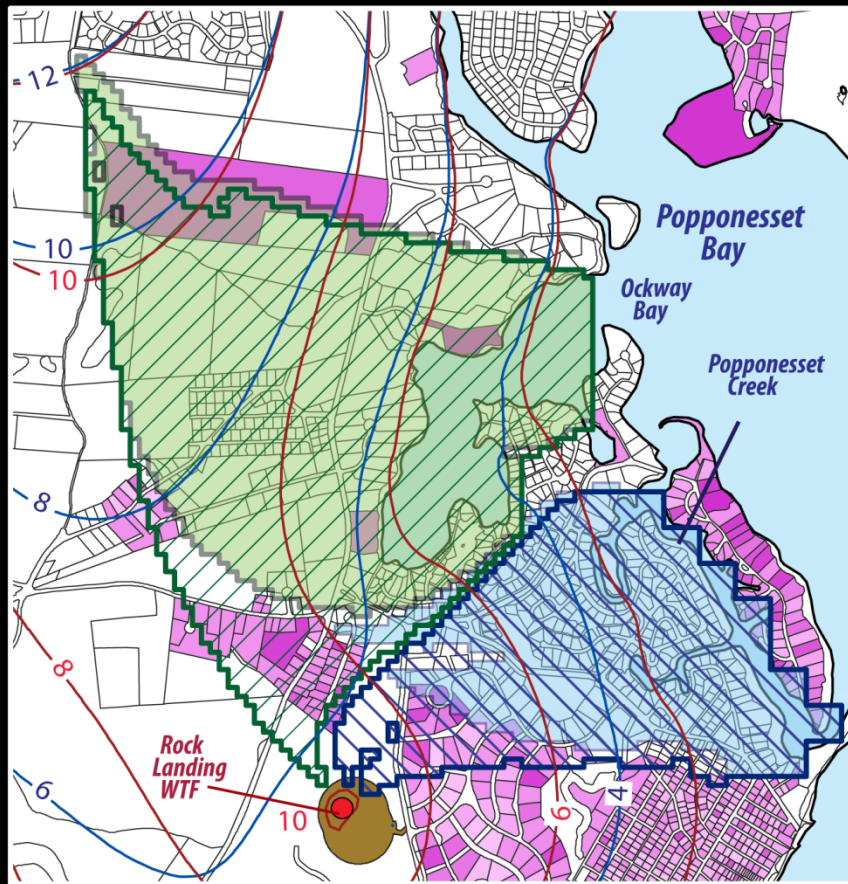 12
Popponesset
Bay
10
10
Ockway
Bay
Popponesset
Creek
8
8
Rock
Landing
WTF
6
10
6
4